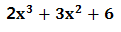 2x³ + 3x² + 6